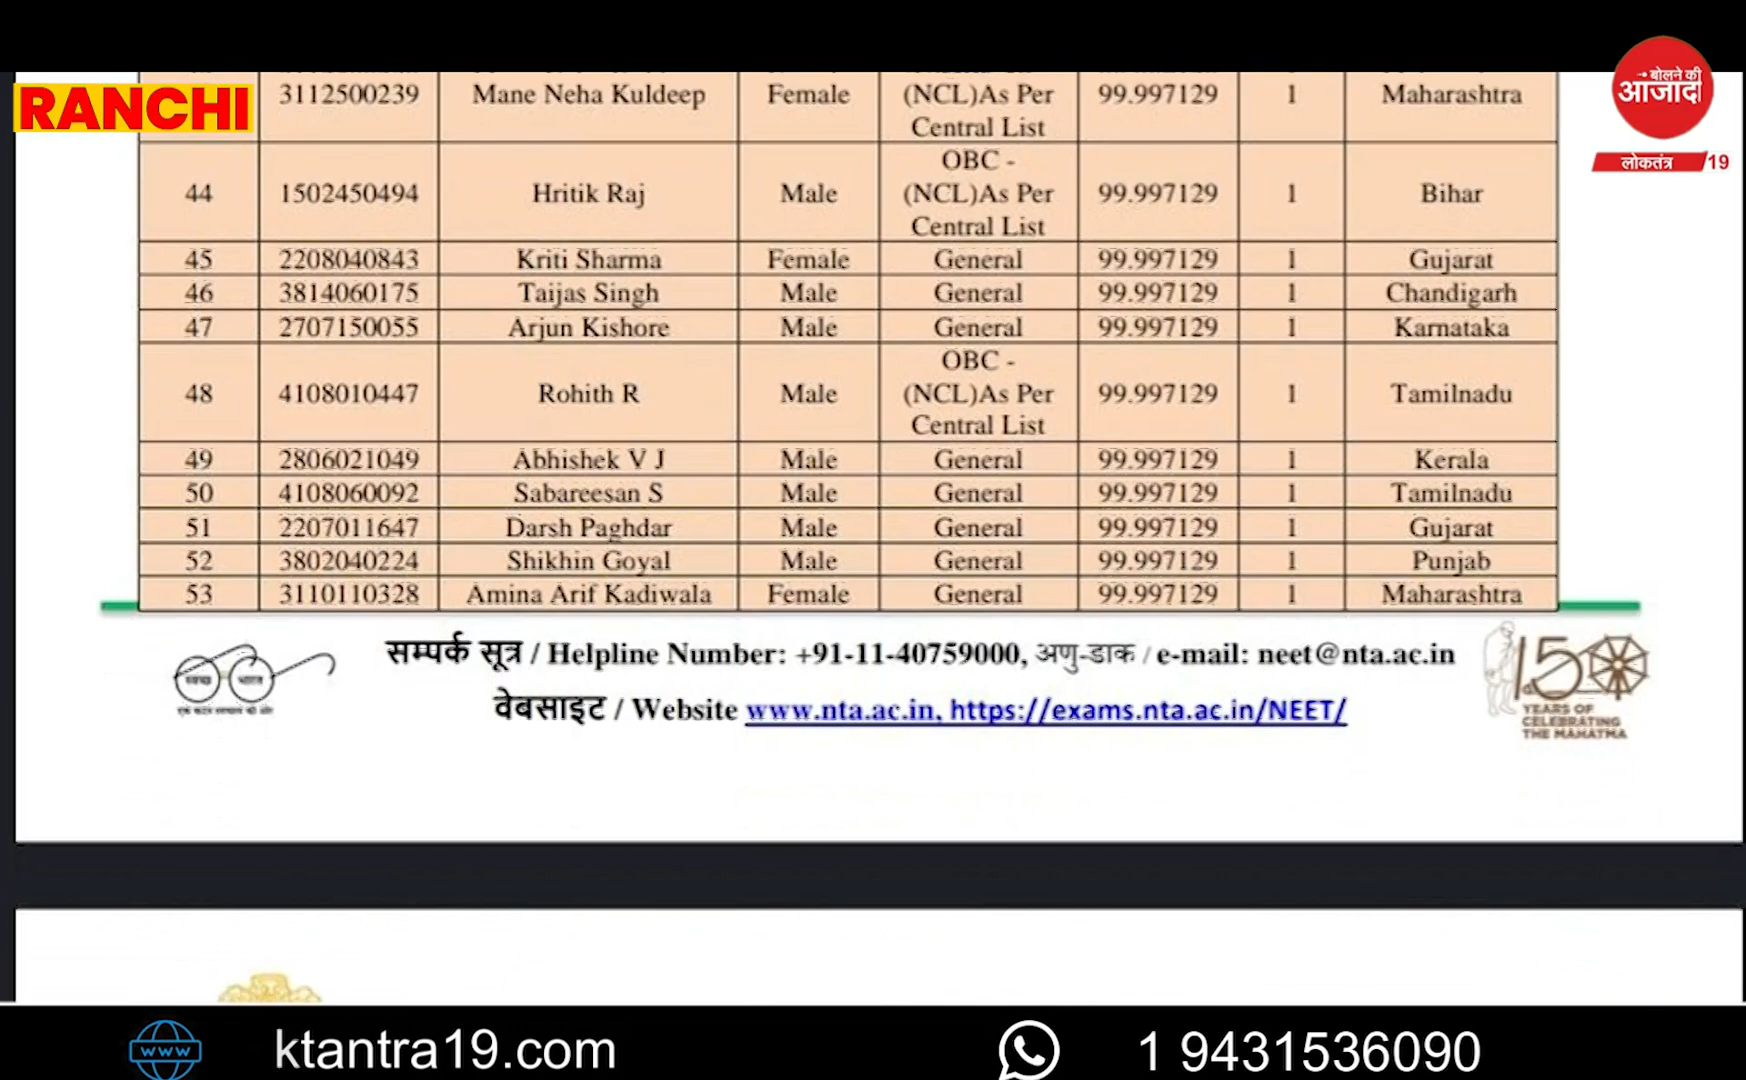 RANCHI
बोलने की
आजादी
लोकतंत्र 19
3112500239 Mane Neha Kuldeep Female (NCL)As Per Central List 99.997129 1 Maharashtra
44 1502450494 Hritik Raj Male OBC - (NCL)As Per Central List 99.997129 1 Bihar
45 2208040843 Kriti Sharma Female General 99.997129 1 Gujarat
46 3814060175 Taijas Singh Male General 99.997129 1 Chandigarh
47 2707150055 Arjun Kishore Male General 99.997129 1 Karnataka
48 4108010447 Rohith R Male OBC - (NCL)As Per Central List 99.997129 1 Tamilnadu
49 2806021049 Abhishek V J Male General 99.997129 1 Kerala
50 4108060092 Sabareesan S Male General 99.997129 1 Tamilnadu
51 2207011647 Darsh Paghdar Male General 99.997129 1 Gujarat
52 3802040224 Shikhin Goyal Male General 99.997129 1 Punjab
53 3110110328 Amina Arif Kadiwala Female General 99.997129 1 Maharashtra
सम्पर्क सूत्र / Helpline Number: +91-11-40759000, अणु-डाक / e-mail: neet@nta.ac.in
वेबसाइट / Website www.nta.ac.in, https://exams.nta.ac.in/NEET/
स्वच्छ भारत
एक कदम स्वच्छता की ओर
150
YEARS OF
CELEBRATING
THE MAHATMA
www ktantra19.com 1 9431536090